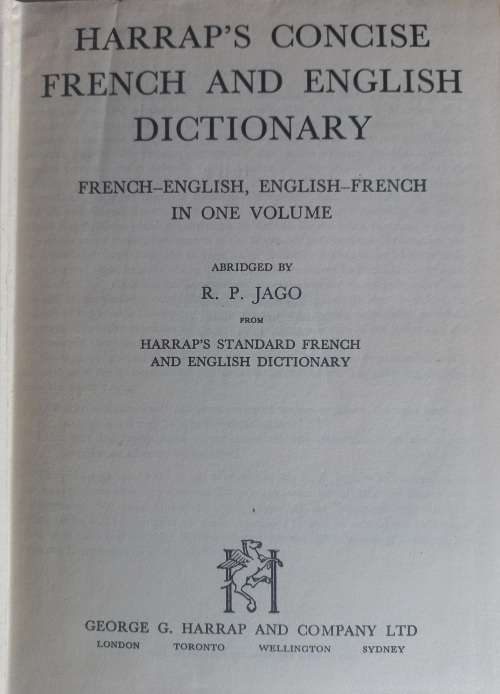 HARRAP'S CONCISE
FRENCH AND ENGLISH
DICTIONARY
FRENCH–ENGLISH, ENGLISH–FRENCH
IN ONE VOLUME
ABRIDGED BY
R. P. JAGO
FROM
HARRAP'S STANDARD FRENCH
AND ENGLISH DICTIONARY
H
GEORGE G. HARRAP AND COMPANY LTD
LONDON TORONTO WELLINGTON SYDNEY